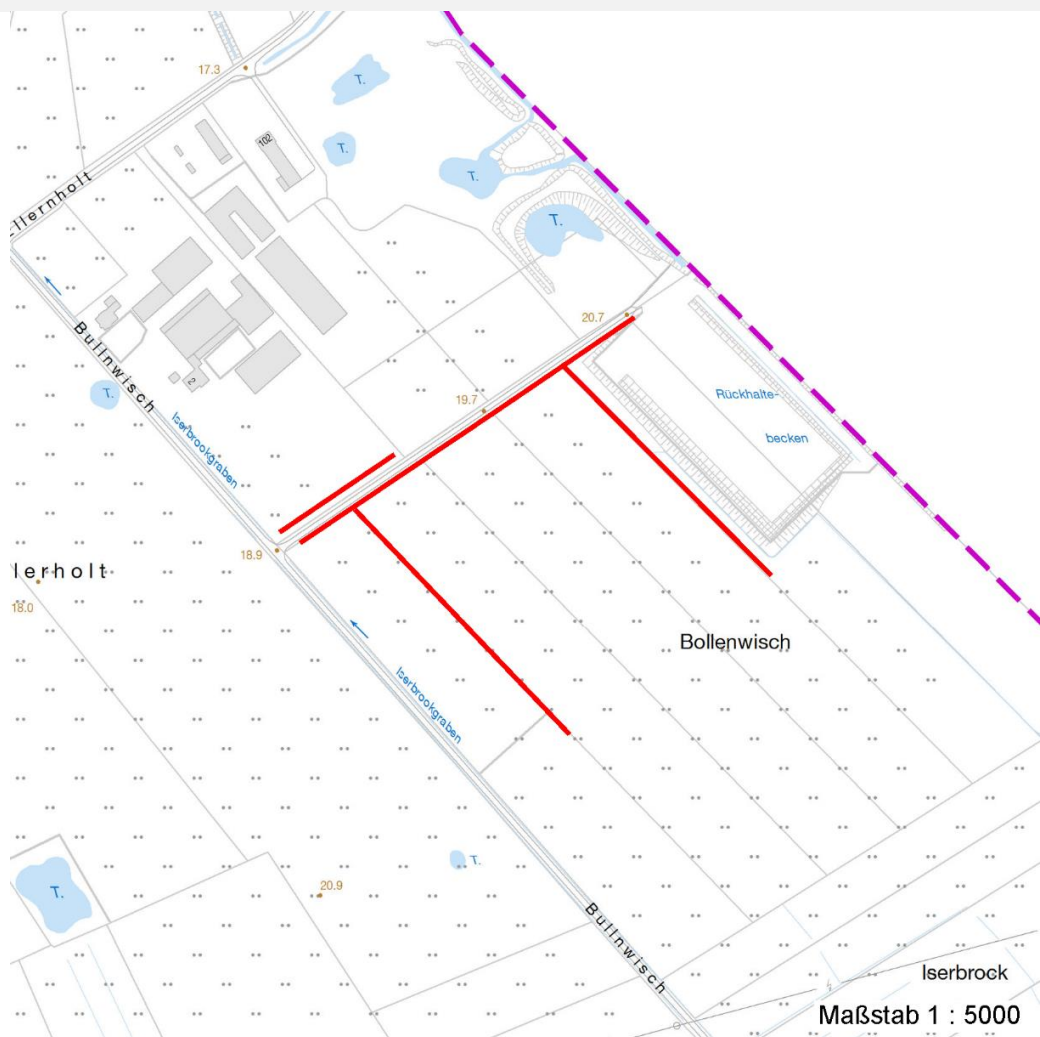 17.3
T.
102
T.
T.
llernholt
T.
20.7
Bullnwisch
2
T.
Rückhalte-
becken
19.7
Iserbrookgraben
18.9
lerholt
18.0
Bollenwisch
Iserbrookgraben
T.
T.
20.9
Bullnwisch
Iserbrock
Maßstab 1 : 5000